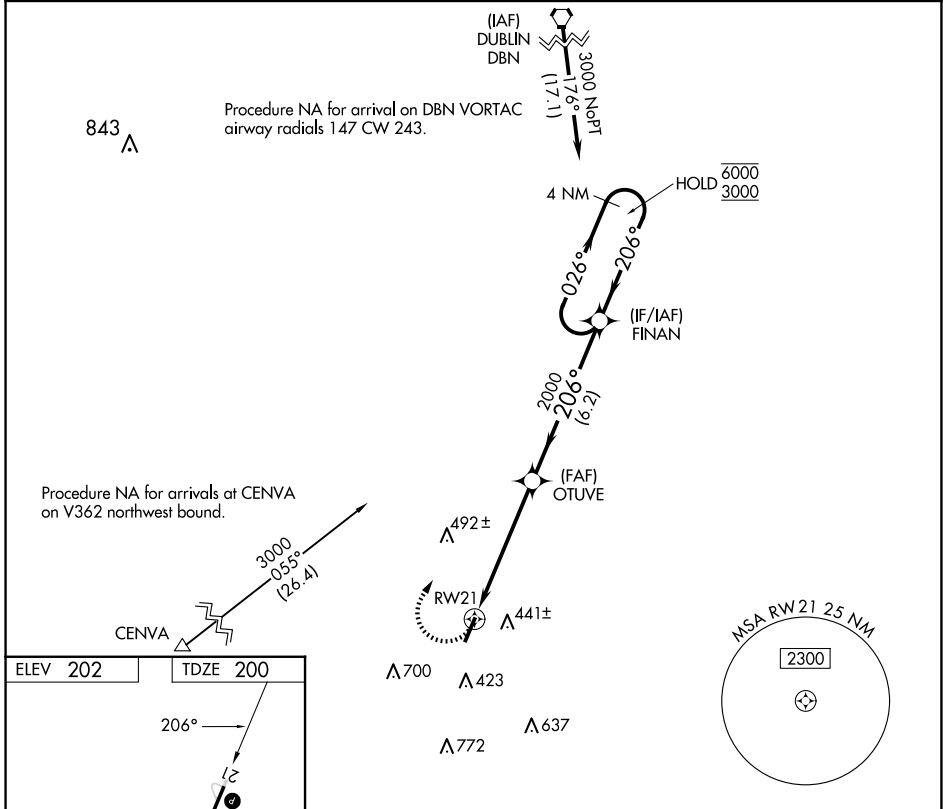 (IAF)
DUBLIN
DBN
3000 NoPT
176°
(17.1)
Procedure NA for arrival on DBN VORTAC
airway radials 147 CW 243.
843
4 NM
HOLD 6000
3000
026°
206°
(IF/IAF)
FINAN
2000
206°
(6.2)
(FAF)
OTUVE
Procedure NA for arrivals at CENVA
on V362 northwest bound.
492±
3000
055°
(26.4)
RW21
441±
CENVA
MSA RW21 25 NM
2300
ELEV 202
TDZE 200
700
423
637
772
206°
21
P